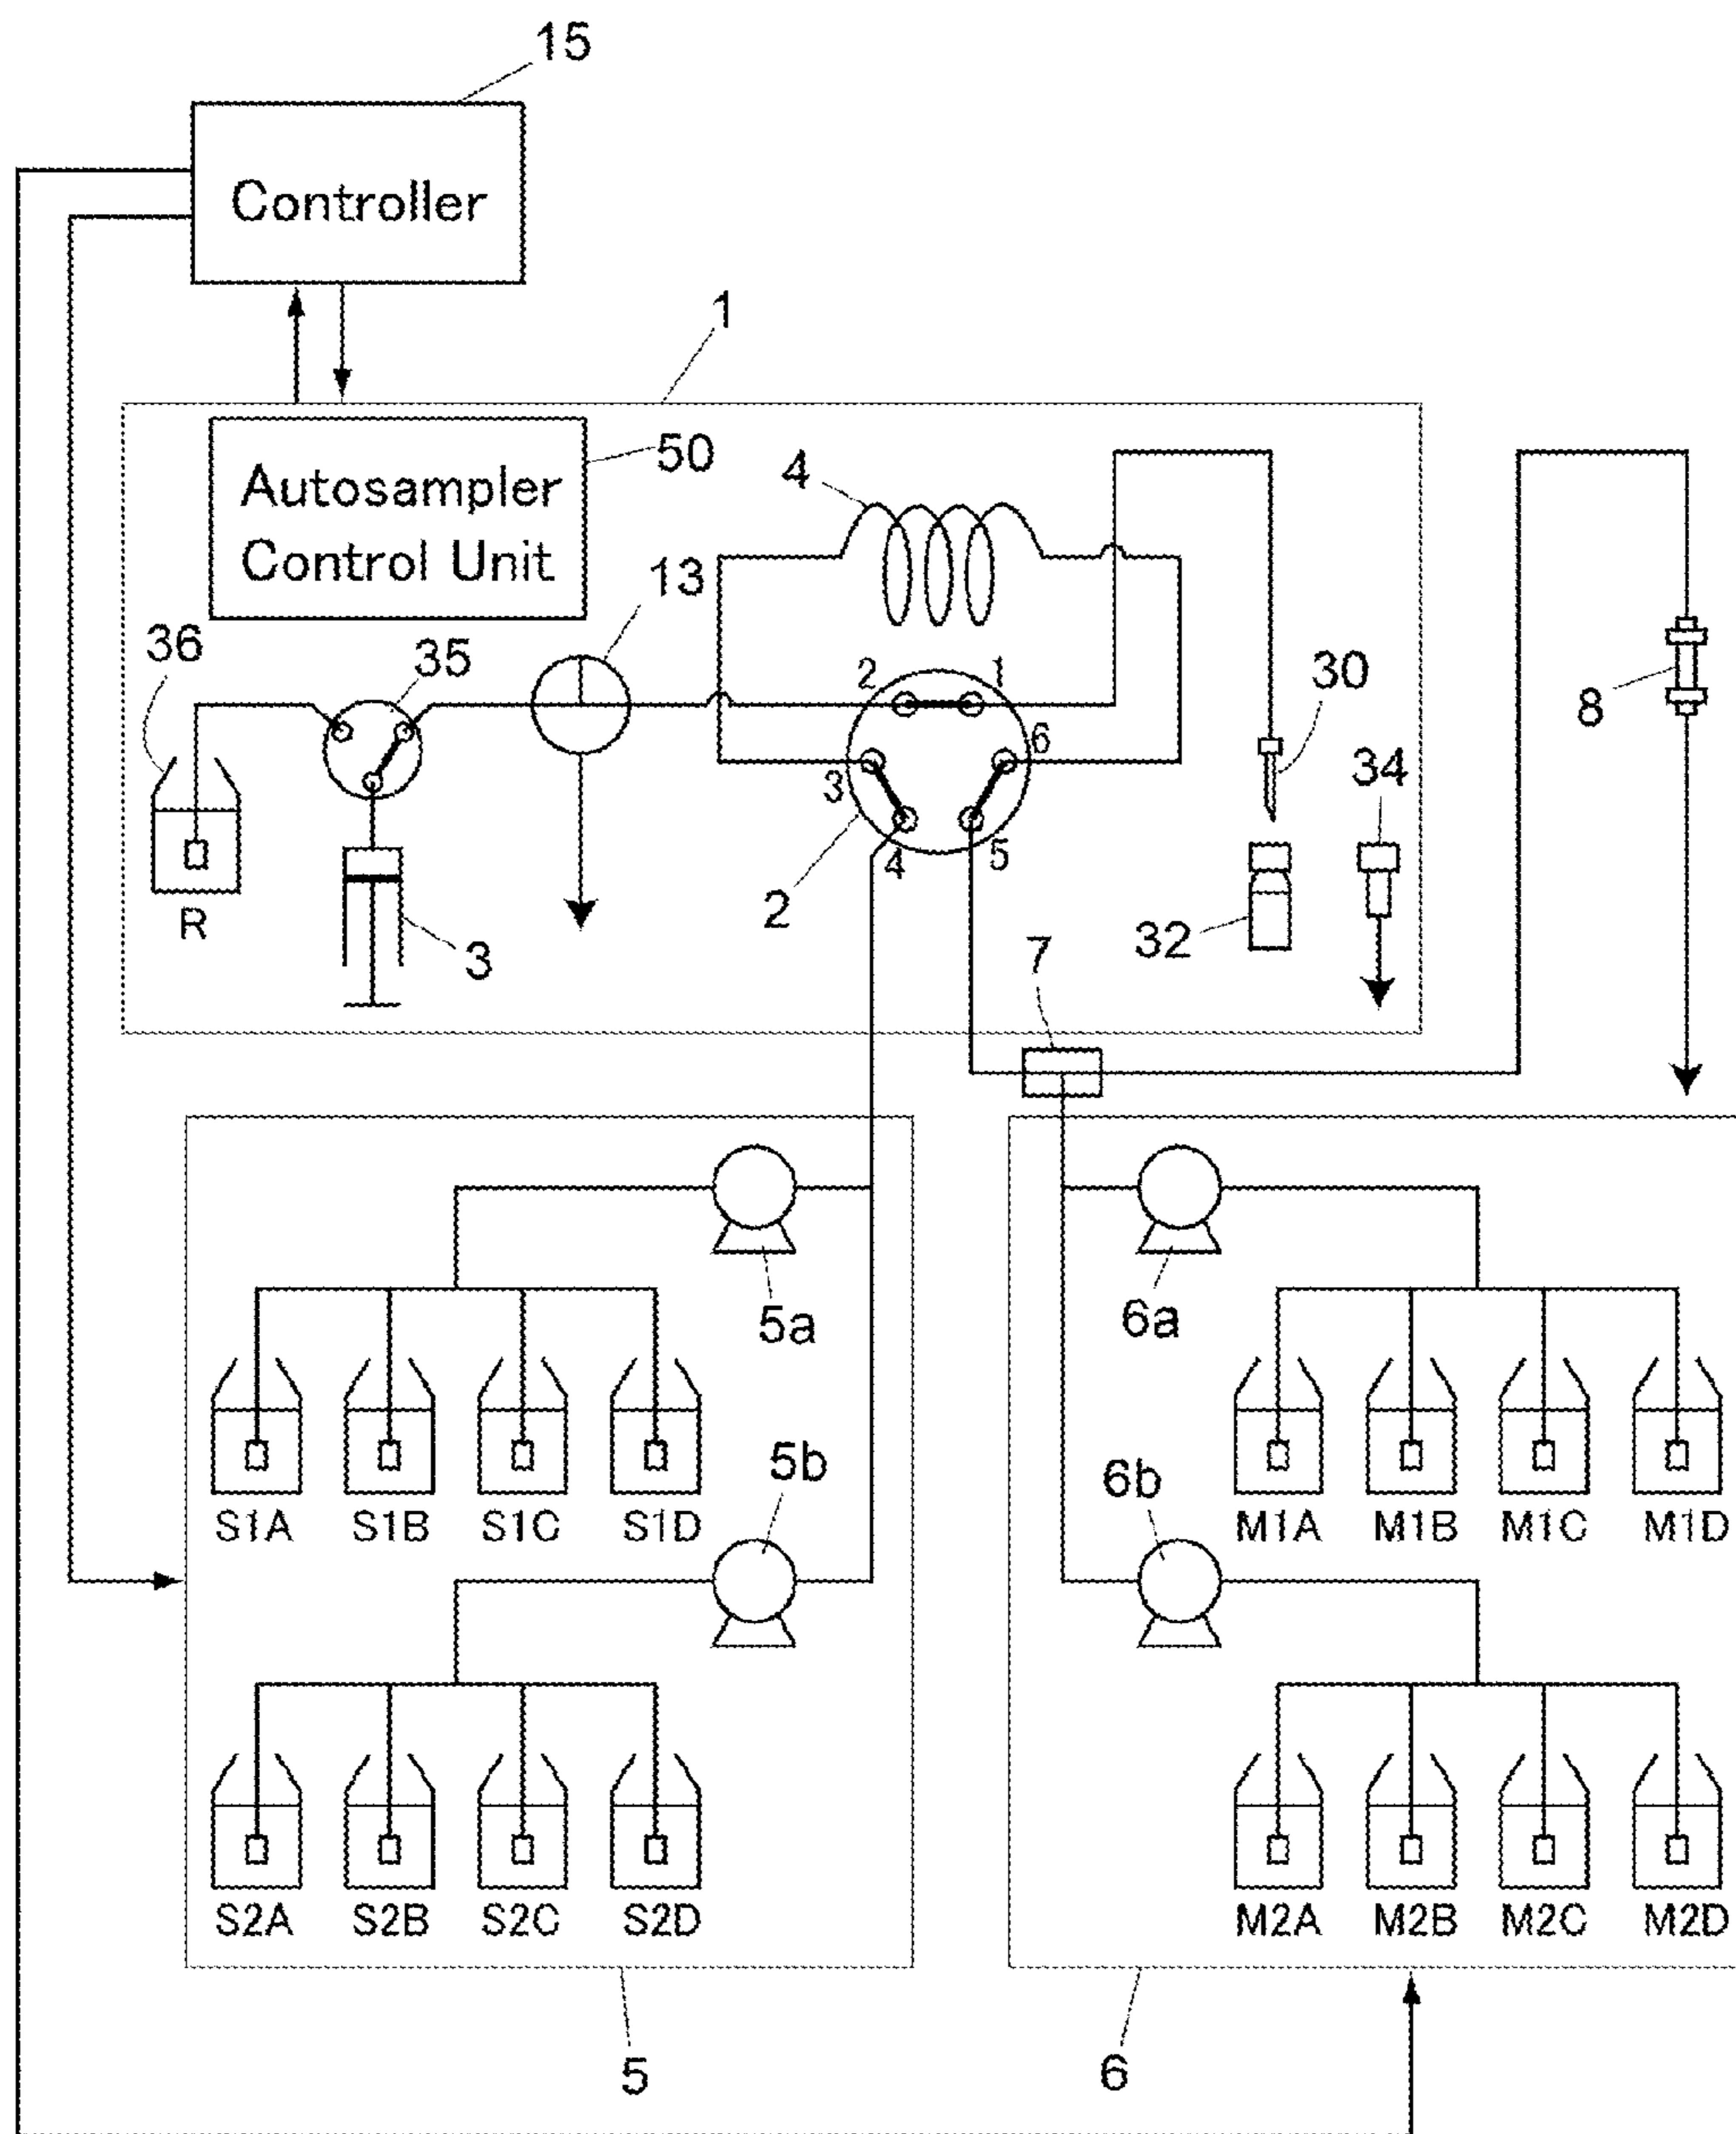 15
Controller
1
Autosampler
Control Unit
50
4
13
36
35
2
1
30
8
6
34
3
4
5
R
3
2
32
7
5a
6a
S1A S1B S1C S1D
5b
M1A M1B M1C M1D
6b
S2A S2B S2C S2D
M2A M2B M2C M2D
5
6